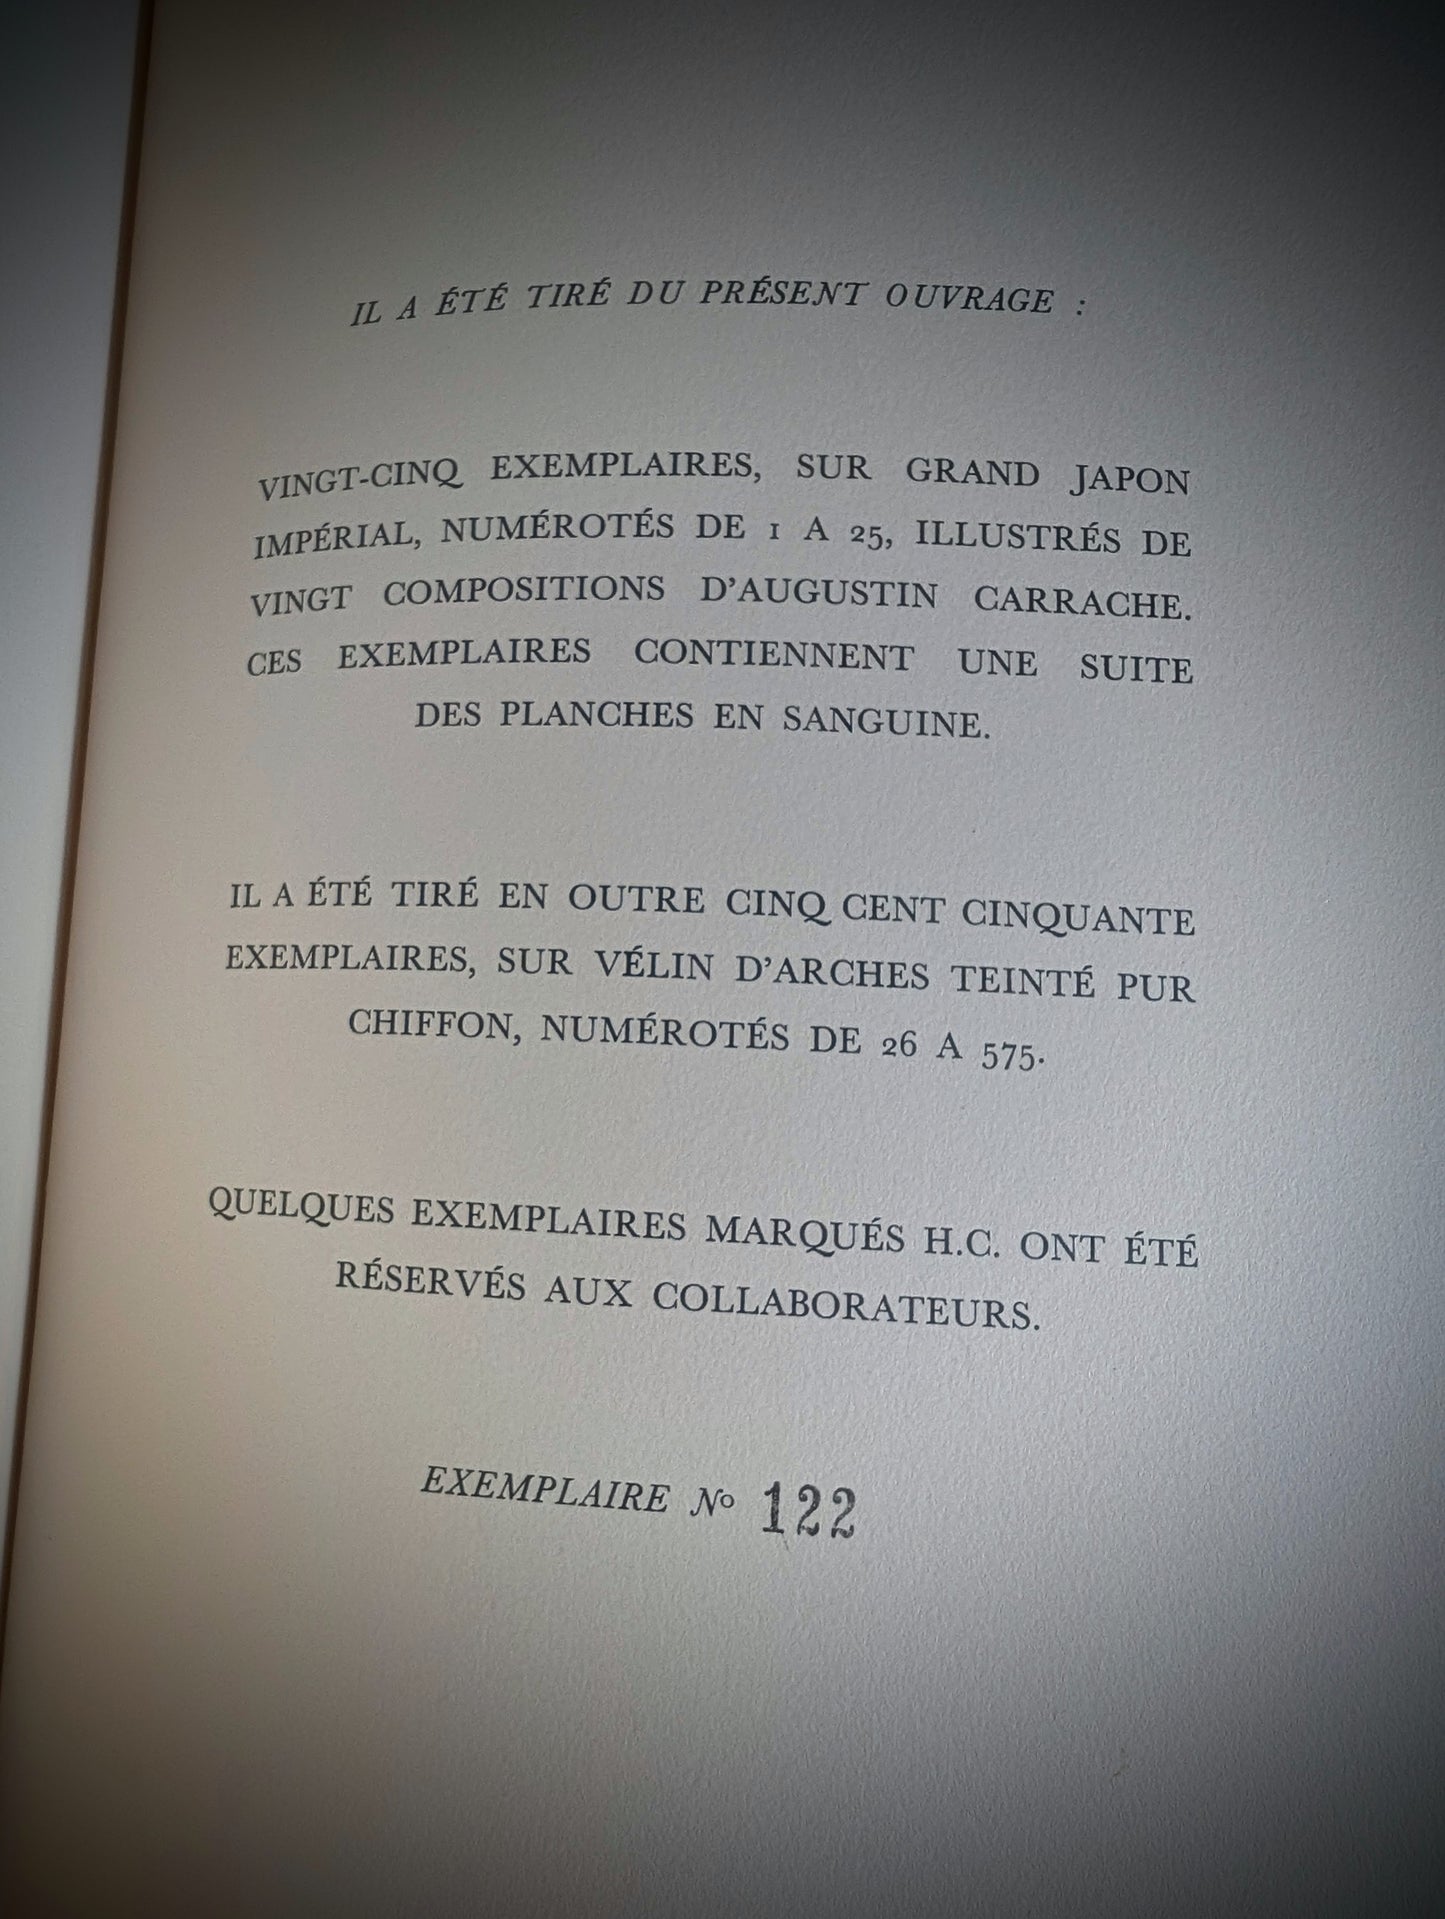 IL A ÉTÉ TIRÉ DU PRÉSENT OUVRAGE :
VINGT-CINQ EXEMPLAIRES, SUR GRAND JAPON
IMPÉRIAL, NUMÉROTÉS DE 1 A 25, ILLUSTRÉS DE
VINGT COMPOSITIONS D'AUGUSTIN CARRACHE.
CES EXEMPLAIRES CONTIENNENT UNE SUITE
DES PLANCHES EN SANGUINE.
IL A ÉTÉ TIRÉ EN OUTRE CINQ CENT CINQUANTE
EXEMPLAIRES, SUR VÉLIN D'ARCHES TEINTÉ PUR
CHIFFON, NUMÉROTÉS DE 26 A 575.
QUELQUES EXEMPLAIRES MARQUÉS H.C. ONT ÉTÉ
RÉSERVÉS AUX COLLABORATEURS.
EXEMPLAIRE Nº 122